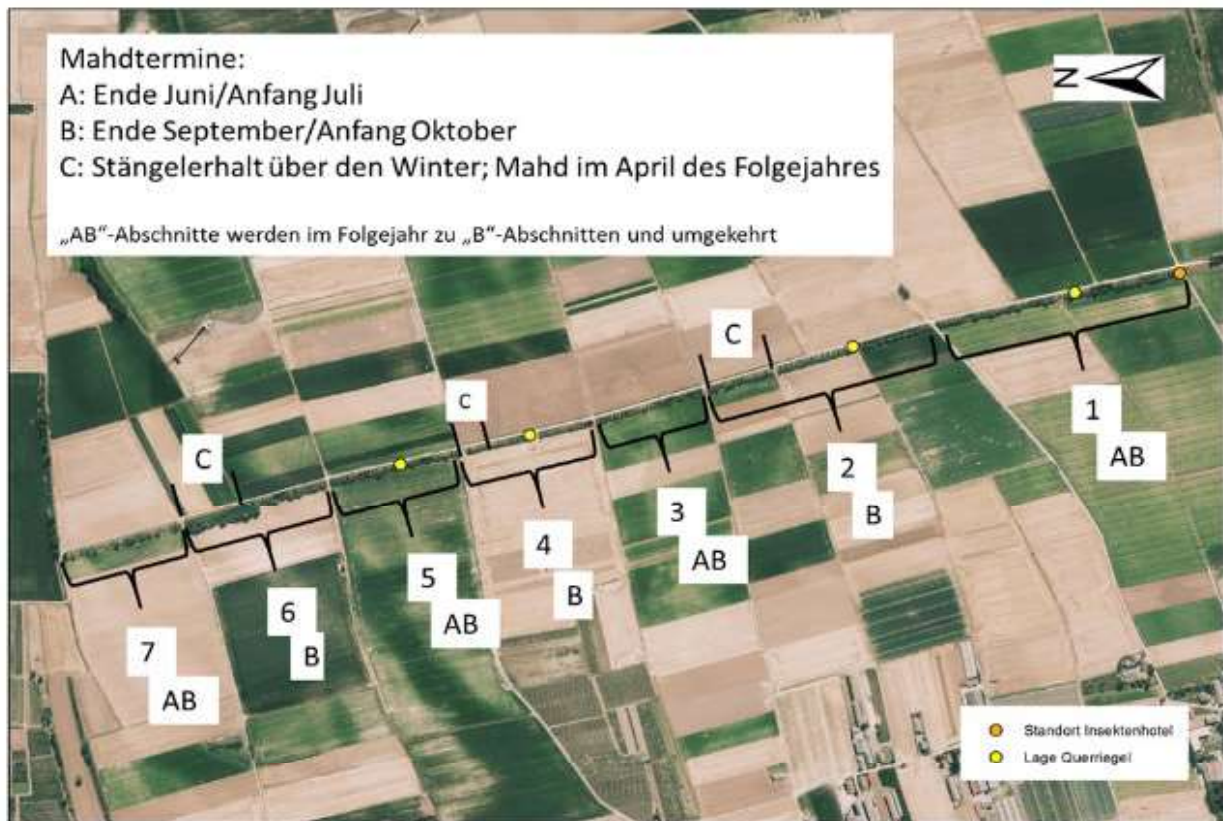 Mahdtermine:
A: Ende Juni/Anfang Juli
B: Ende September/Anfang Oktober
C: Stängelerhalt über den Winter; Mahd im April des Folgejahres
„AB“-Abschnitte werden im Folgejahr zu „B“-Abschnitten und umgekehrt
N
C
C
C
1
AB
2
B
3
AB
4
B
5
AB
6
B
7
AB
Standort Insektenhotel
Lage Querriegel